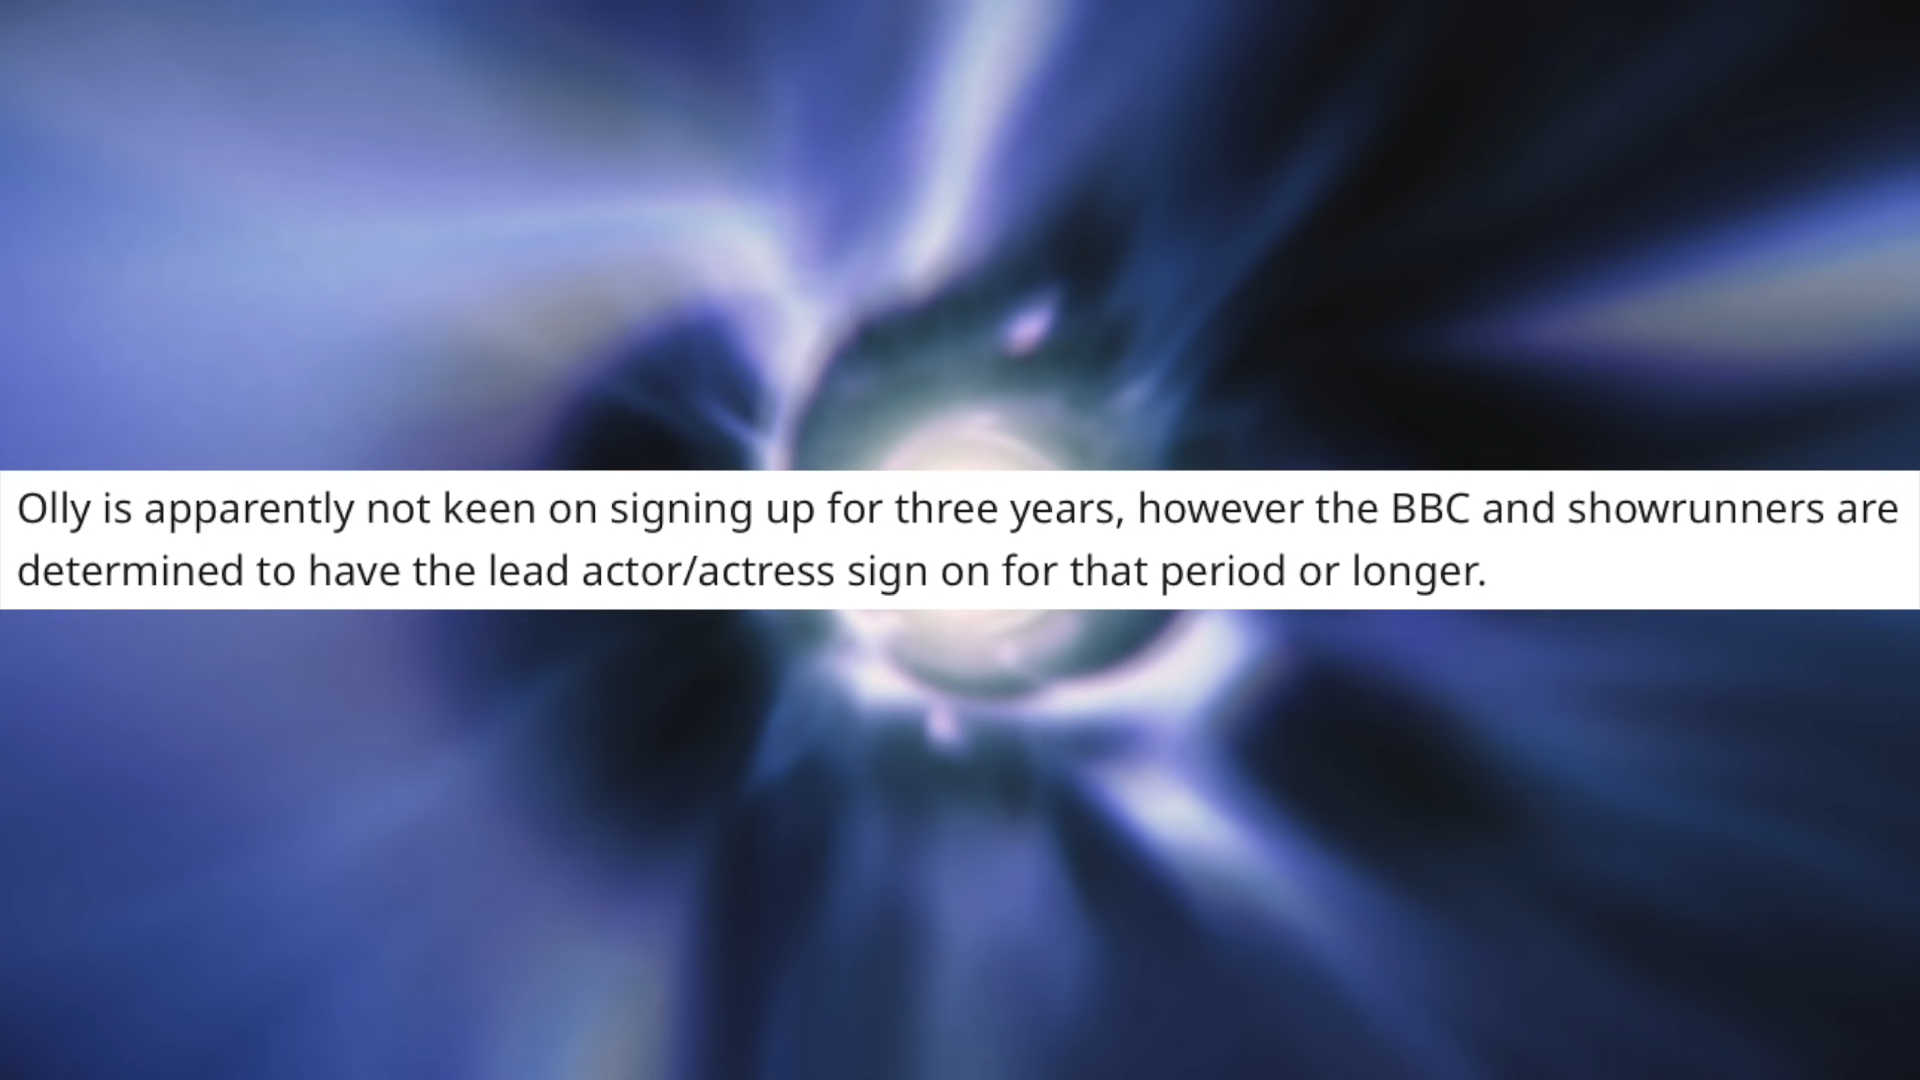 Olly is apparently not keen on signing up for three years, however the BBC and showrunners are
determined to have the lead actor/actress sign on for that period or longer.